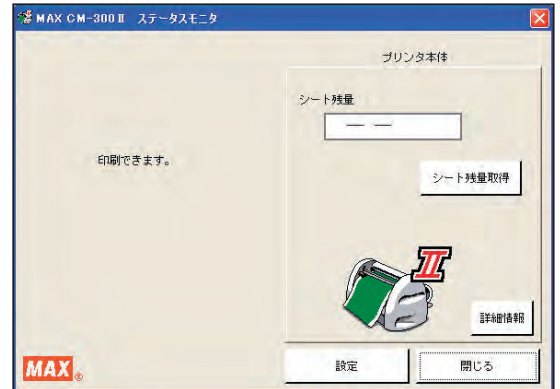 MAX CM-300Ⅱ ステータスモニタ
プリンタ本体
シート残量
— —
印刷できます。
シート残量取得
Ⅱ
詳細情報
MAX®
設定
閉じる